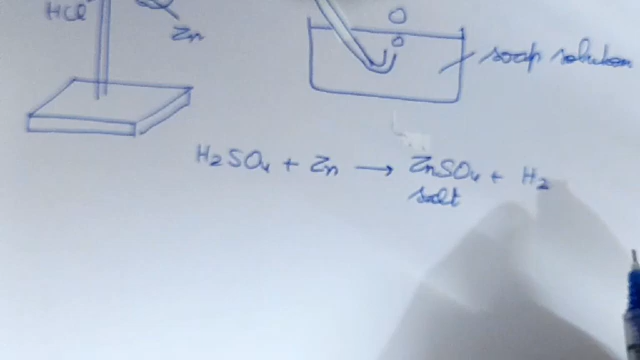 HCl
Zn
soap solution
H₂SO₄ + Zn → ZnSO₄ + H₂
salt